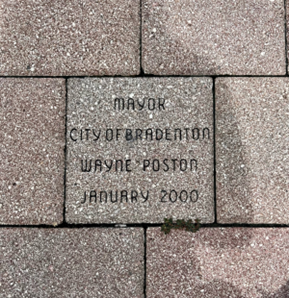 MAYOR
CITY OF BRADENTON
WAYNE POSTON
JANUARY 2000